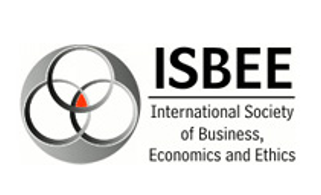 ISBEE
International Society
of Business,
Economics and Ethics